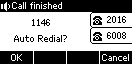 Call finished
1146
2016
Auto Redial?
6008
OK
Cancel